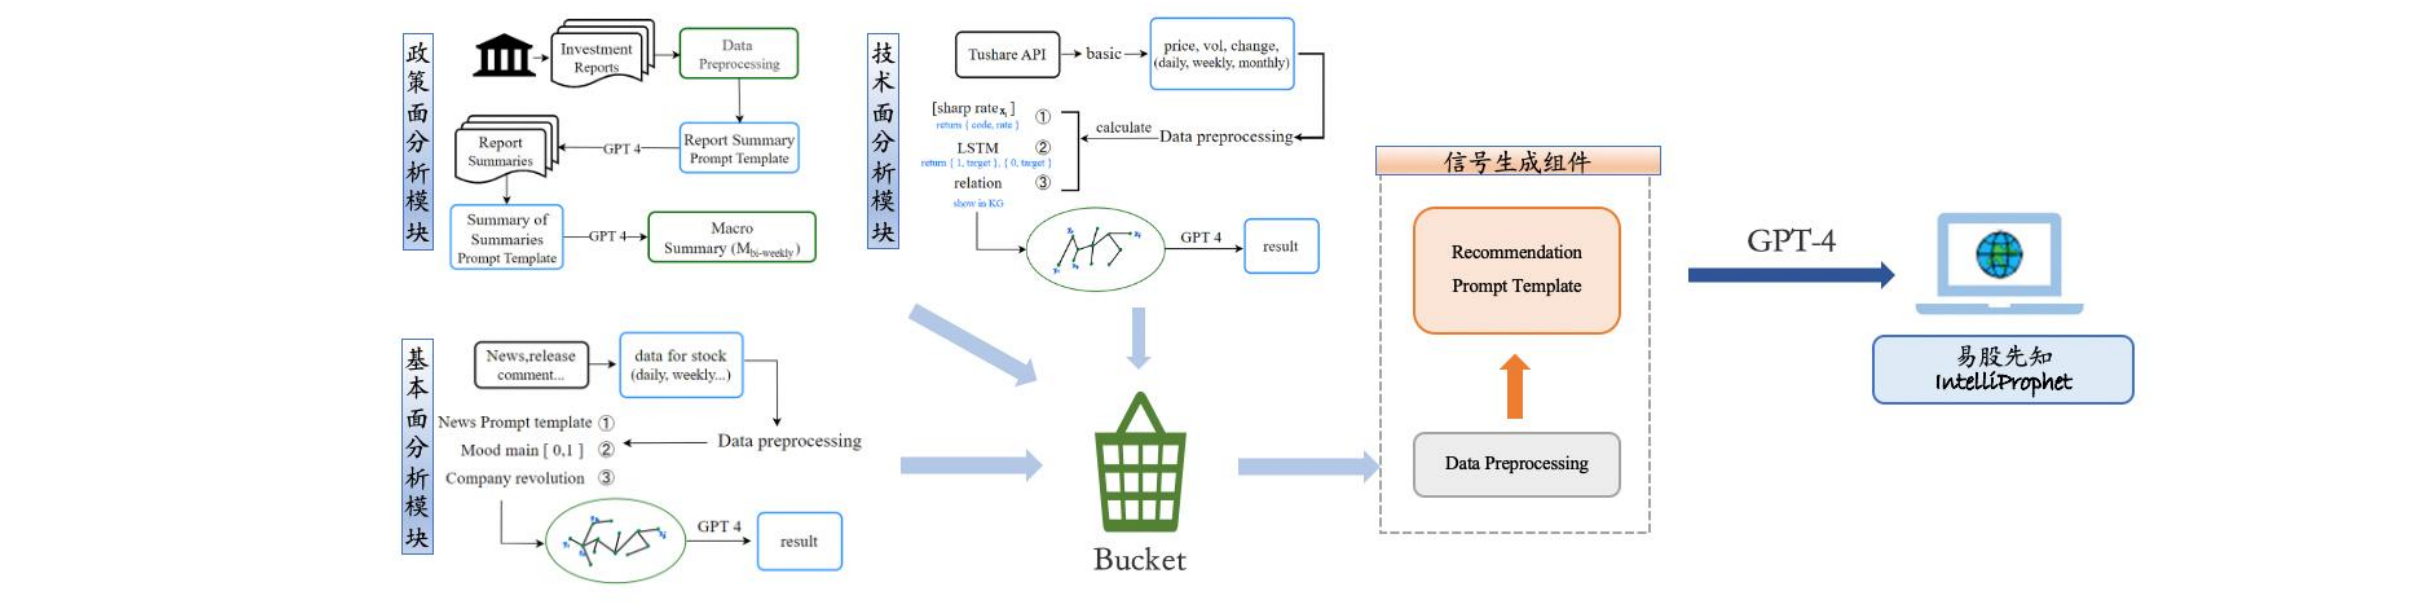 政策面分析模块
Investment
Reports
Data
Preprocessing
Report Summary
Prompt Template
GPT 4
Report
Summaries
Summary of
Summaries
Prompt Template
GPT 4
Macro
Summary (Mbi-weekly)
技术面分析模块
Tushare API
basic
price, vol, change,
(daily, weekly, monthly)
Data preprocessing
calculate
[sharp rate xi ]
①
return { code, rate }
LSTM
②
return { 1, target }, { 0, target }
relation
③
show in KG
GPT 4
result
基本面分析模块
News,release
comment...
data for stock
(daily, weekly...)
Data preprocessing
News Prompt template ①
Mood main [ 0,1 ] ②
Company revolution ③
GPT 4
result
Bucket
信号生成组件
Recommendation
Prompt Template
Data Preprocessing
GPT-4
易股先知
IntelliProphet